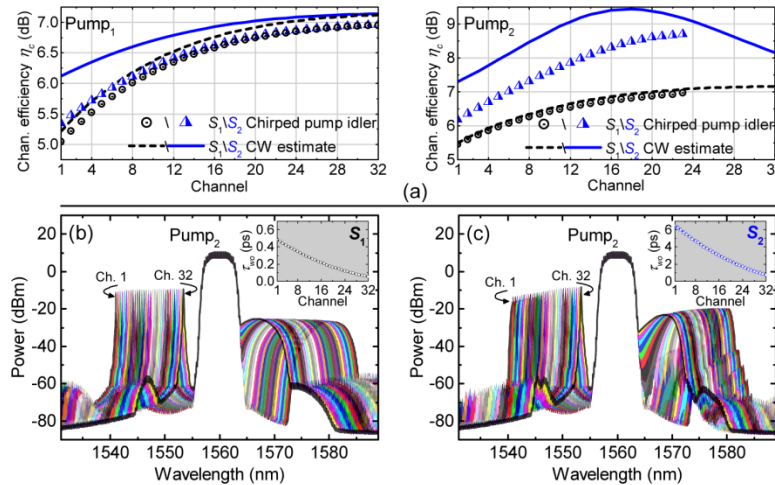 Chan. efficiency ηc (dB)
7.0
6.5
6.0
5.5
5.0
Pump1
⊙ \ S1\S2 Chirped pump idler
S1\S2 CW estimate
1 4 8 12 16 20 24 28 32
Channel
Chan. efficiency ηc (dB)
9
8
7
6
5
Pump2
\ S1\S2 Chirped pump idler
S1\S2 CW estimate
1 4 8 12 16 20 24 28 32
Channel
(a)
(b)
Power (dBm)
20
0
-20
-40
-60
-80
Pump2
Ch. 1
Ch. 32
S1
τwo (ps)
0.6
0.4
0.2
0.0
1 8 16 24 32
Channel
1540 1550 1560 1570 1580
Wavelength (nm)
(c)
Power (dBm)
20
0
-20
-40
-60
-80
Pump2
Ch. 1
Ch. 32
S2
τwo (ps)
6
4
2
0
1 8 16 24 32
Channel
1540 1550 1560 1570 1580
Wavelength (nm)